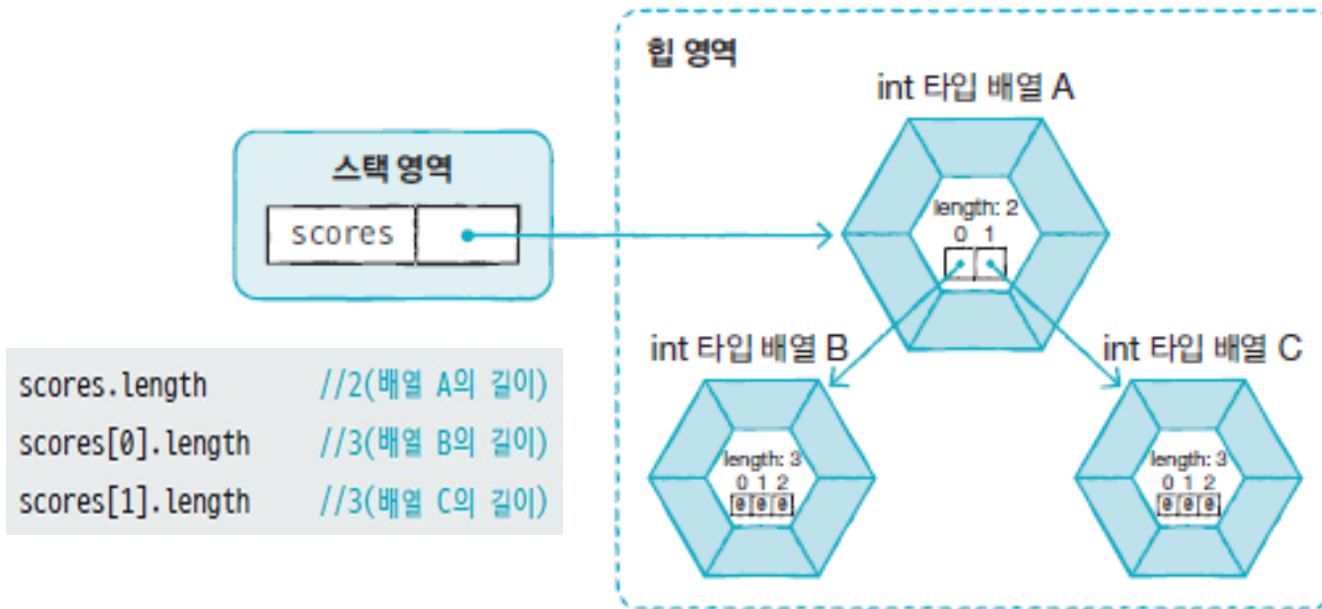 힙 영역
int 타입 배열 A
스택 영역
length: 2
0 1
scores
int 타입 배열 B
int 타입 배열 C
scores.length //2(배열 A의 길이)
scores[0].length //3(배열 B의 길이)
scores[1].length //3(배열 C의 길이)
length: 3
0 1 2
0 0 0
length: 3
0 1 2
0 0 0